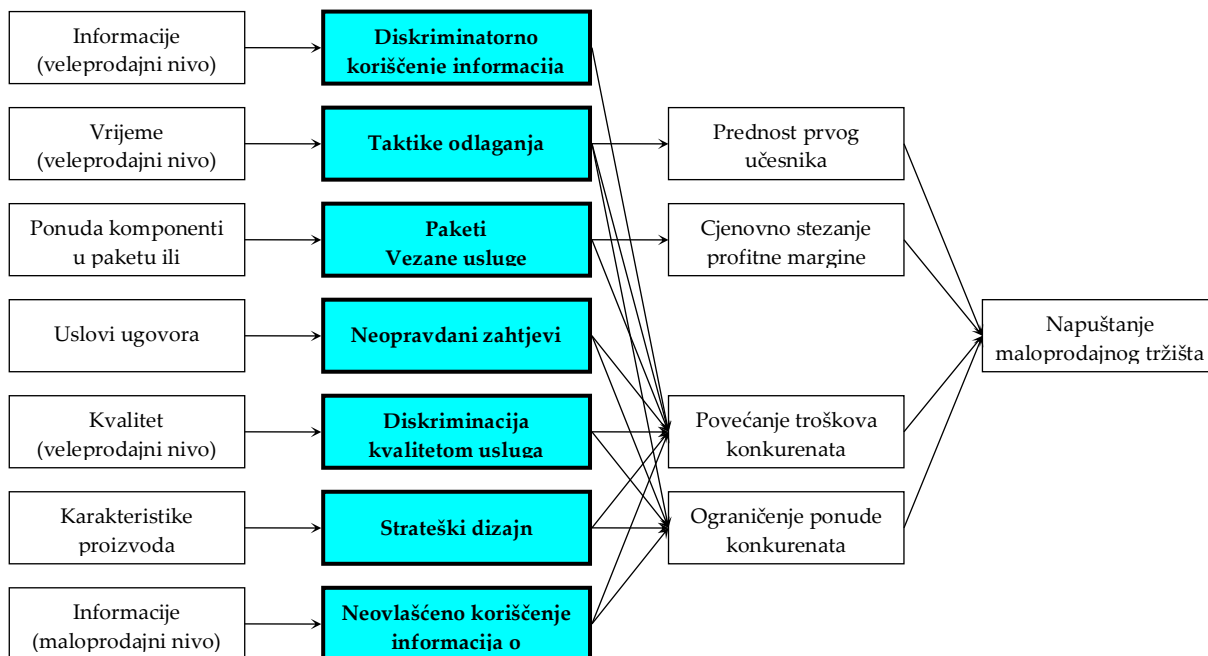 Informacije
(veleprodajni nivo)
Diskriminatorno
koriščenje informacija
Vrijeme
(veleprodajni nivo)
Taktike odlaganja
Prednost prvog
učesnika
Ponuda komponenti
u paketu ili
Paketi
Vezane usluge
Cjenovno stezanje
profitne margine
Uslovi ugovora
Neopravdani zahtjevi
Napuštanje
maloprodajnog tržišta
Kvalitet
(veleprodajni nivo)
Diskriminacija
kvalitetom usluga
Povećanje troškova
konkurenata
Karakteristike
proizvoda
Strateški dizajn
Ograničenje ponude
konkurenata
Informacije
(maloprodajni nivo)
Neovlašćeno koriščenje
informacija o